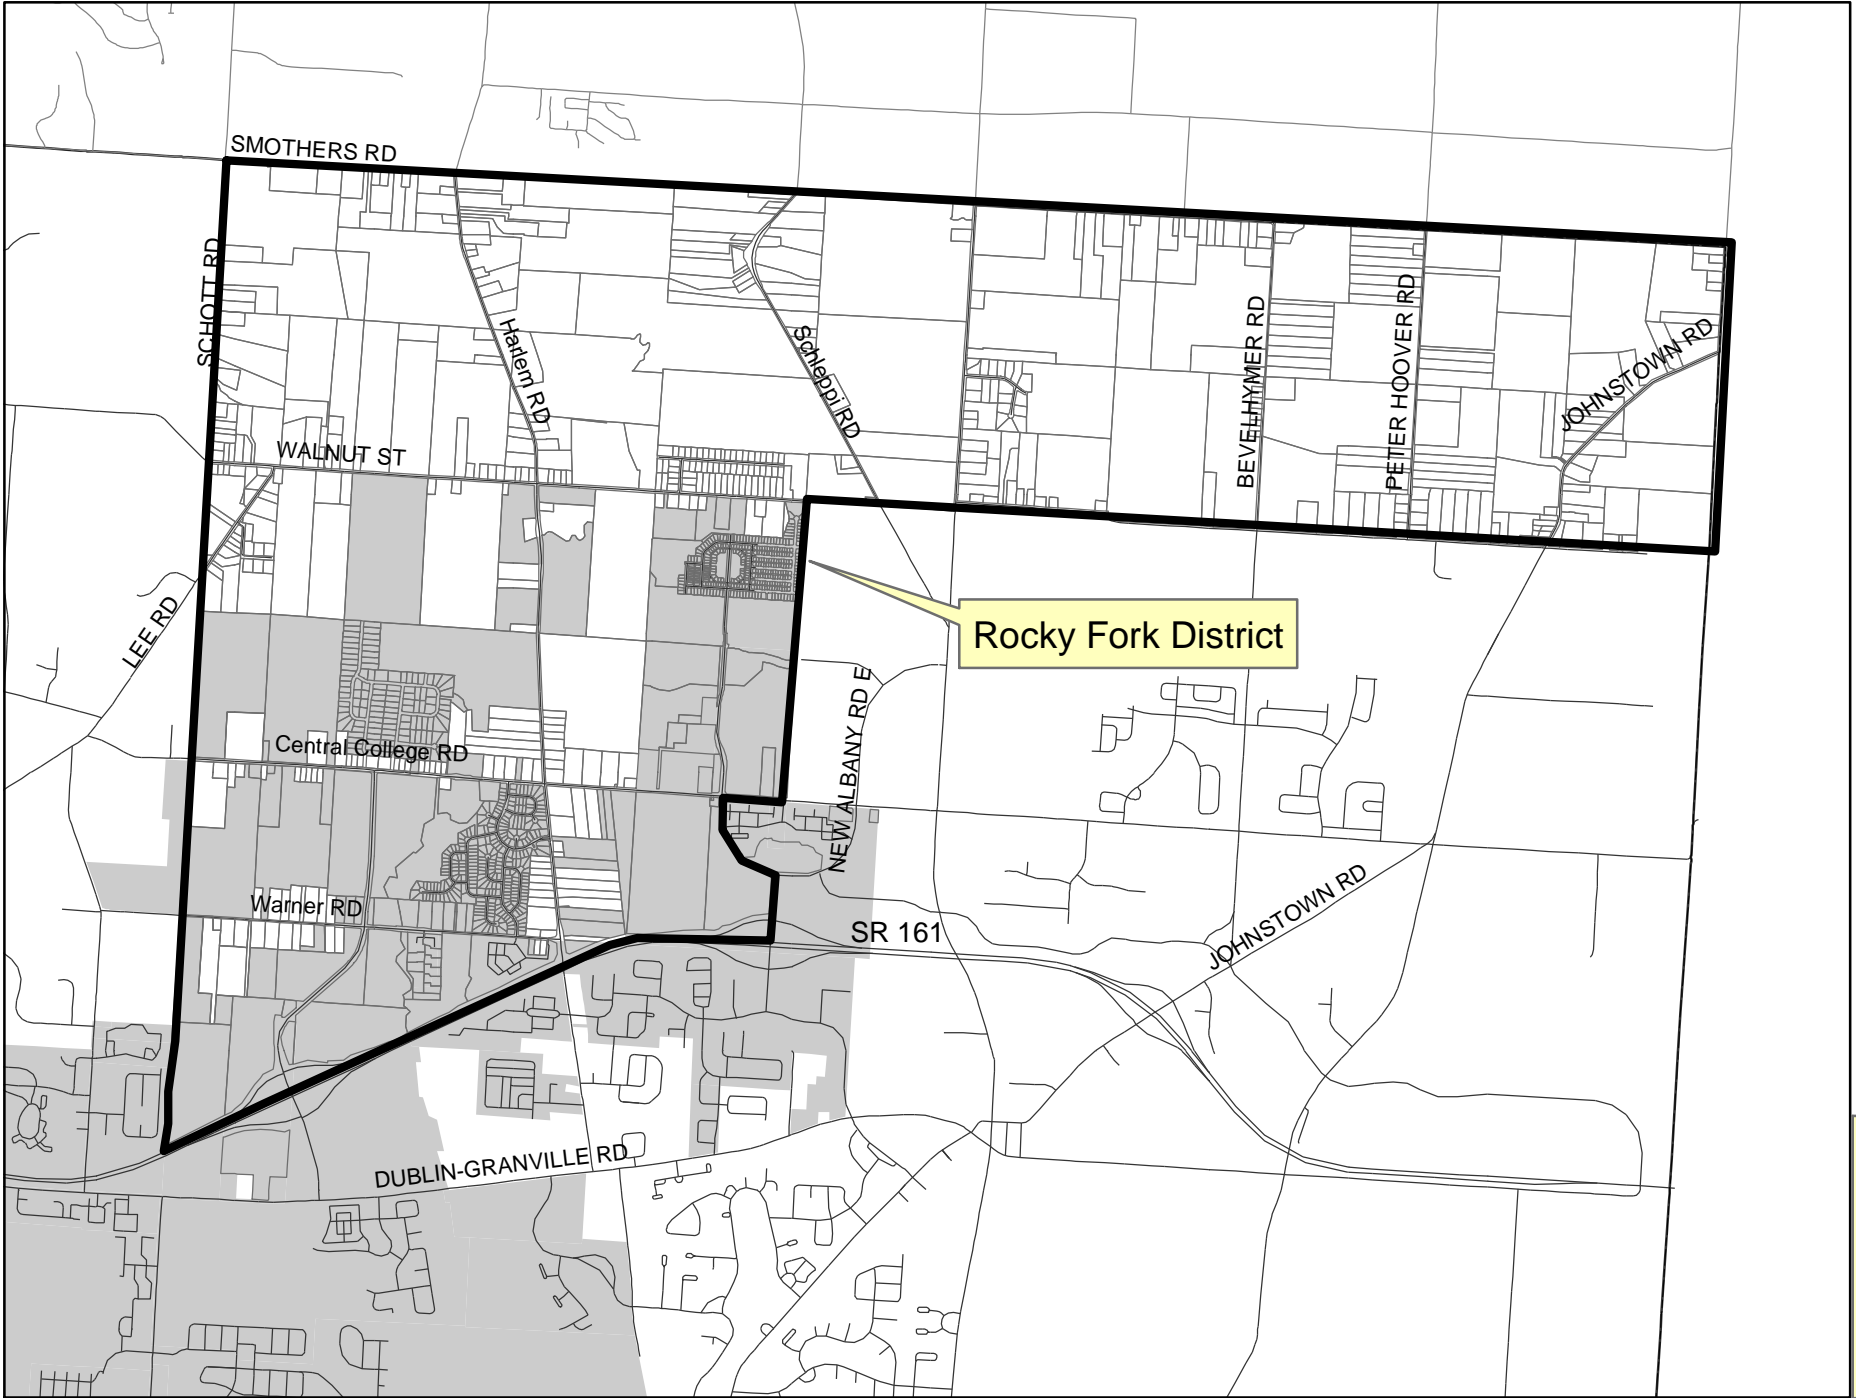 SMOTHERS RD
SCHOTT RD
Harlem RD
Schleppi RD
BEVELHYMER RD
PETER HOOVER RD
JOHNSTOWN RD
WALNUT ST
LEE RD
Rocky Fork District
NEW ALBANY RD E
Central College RD
Warner RD
SR 161
JOHNSTOWN RD
DUBLIN-GRANVILLE RD